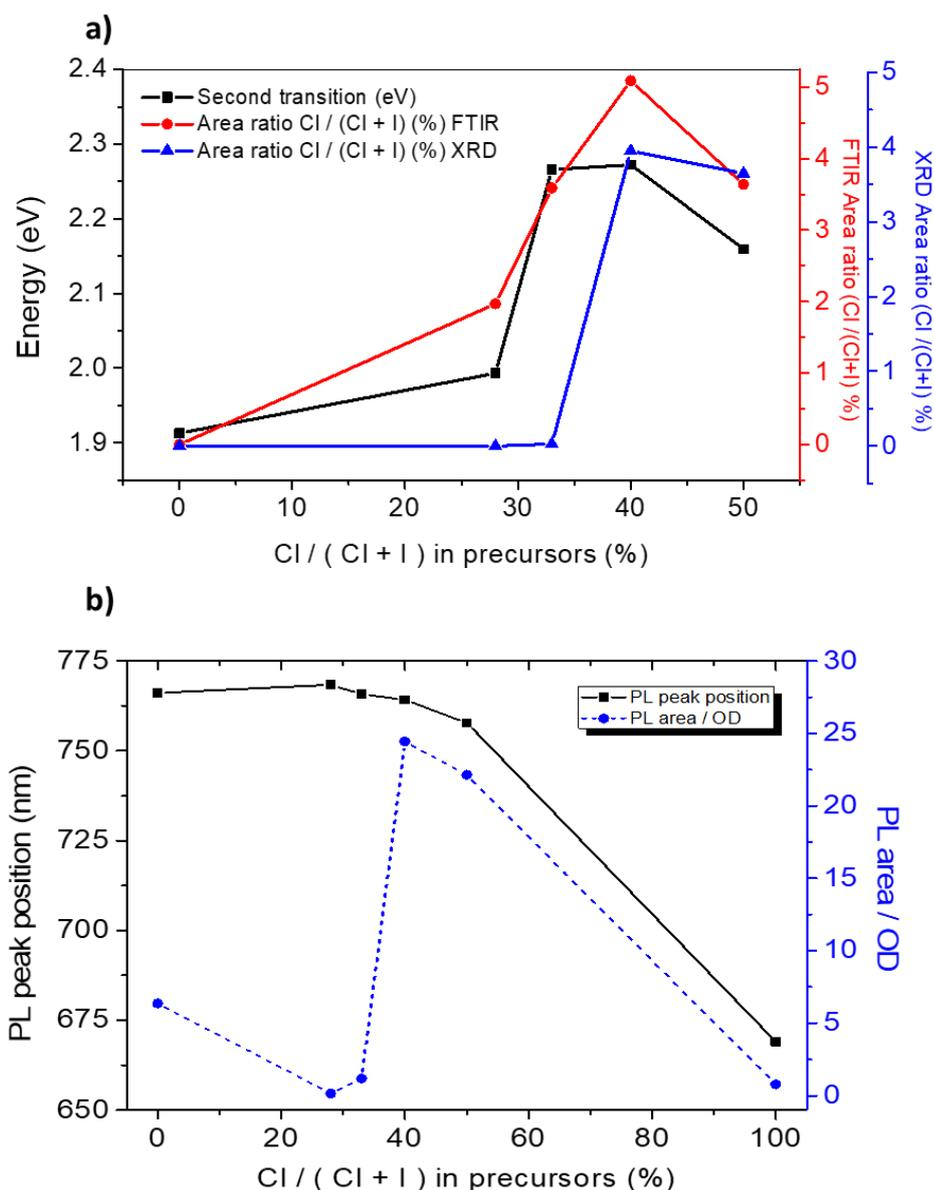 a)
Second transition (eV)
Area ratio Cl / (Cl + I) (%) FTIR
Area ratio Cl / (Cl + I) (%) XRD
Energy (eV)
2.4
2.3
2.2
2.1
2.0
1.9
0 10 20 30 40 50
Cl / ( Cl + I ) in precursors (%)
5
4
3
2
1
0
FTIR Area ratio (Cl /(Cl+I) %)
5
4
3
2
1
0
XRD Area ratio (Cl /(Cl+I) %)
b)
PL peak position
PL area / OD
PL peak position (nm)
775
750
725
700
675
650
0 20 40 60 80 100
Cl / ( Cl + I ) in precursors (%)
30
25
20
15
10
5
0
PL area / OD